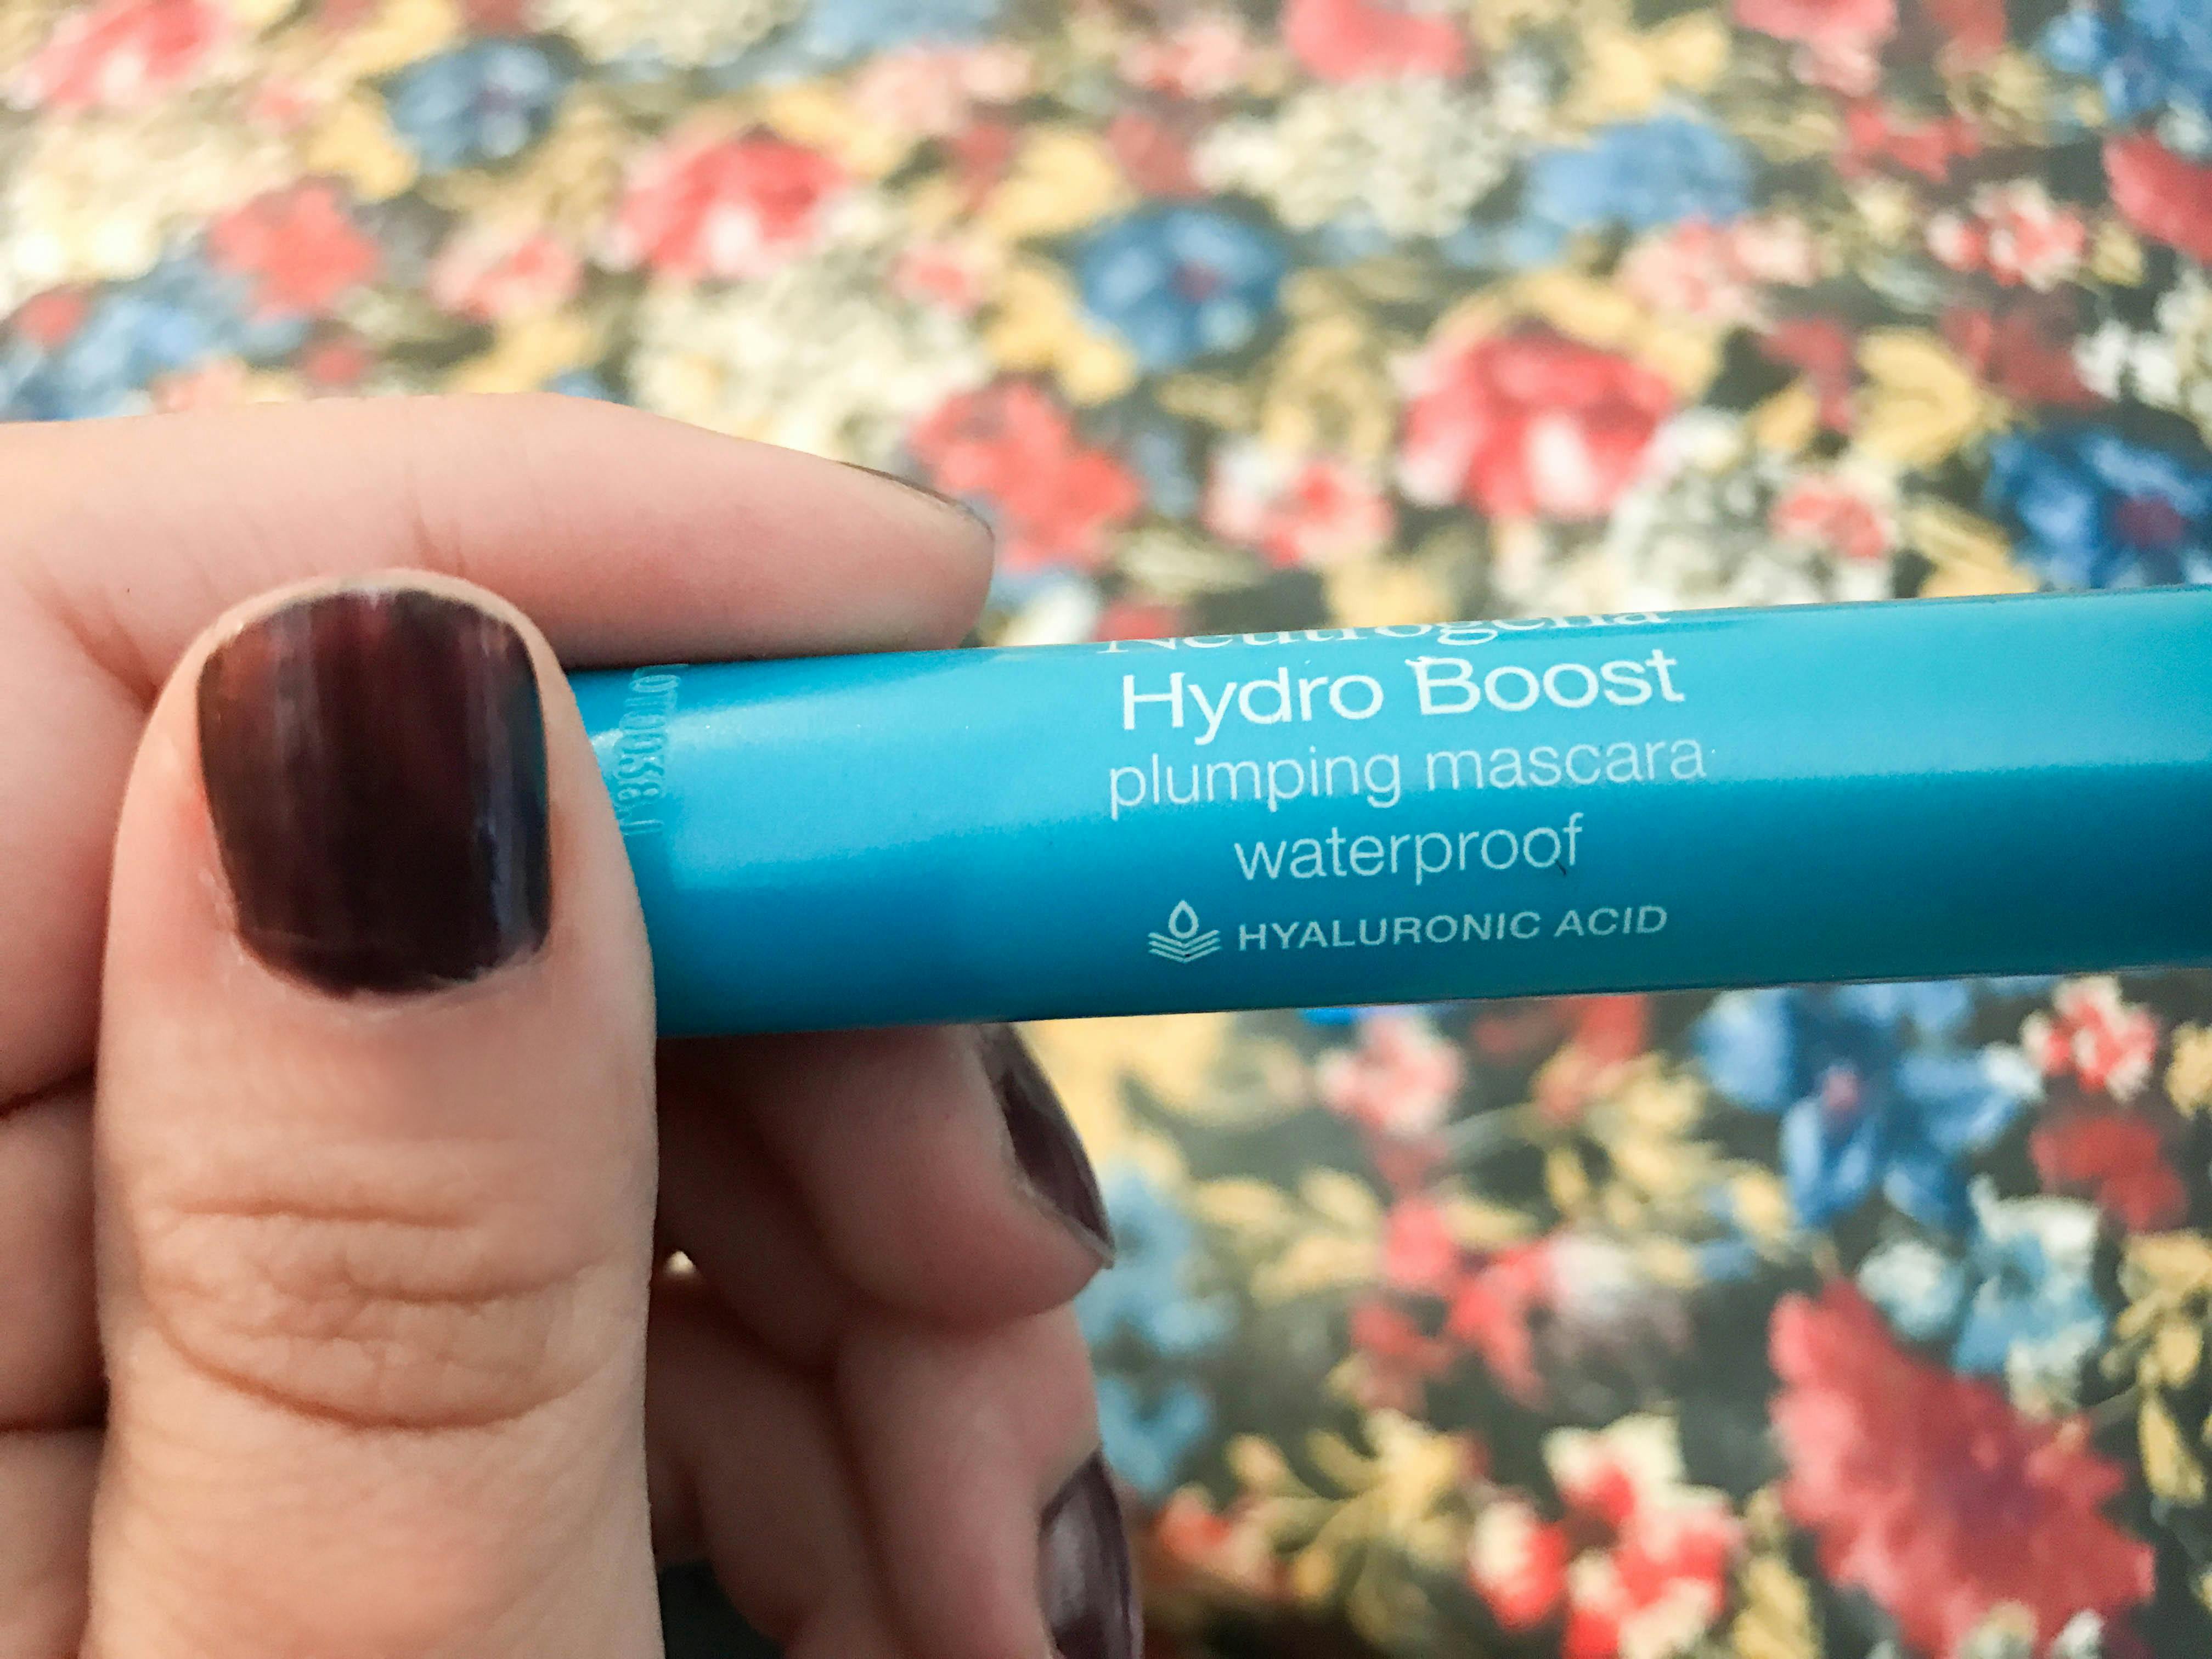 Neutrogena
Hydro Boost
plumping mascara
waterproof
HYALURONIC ACID